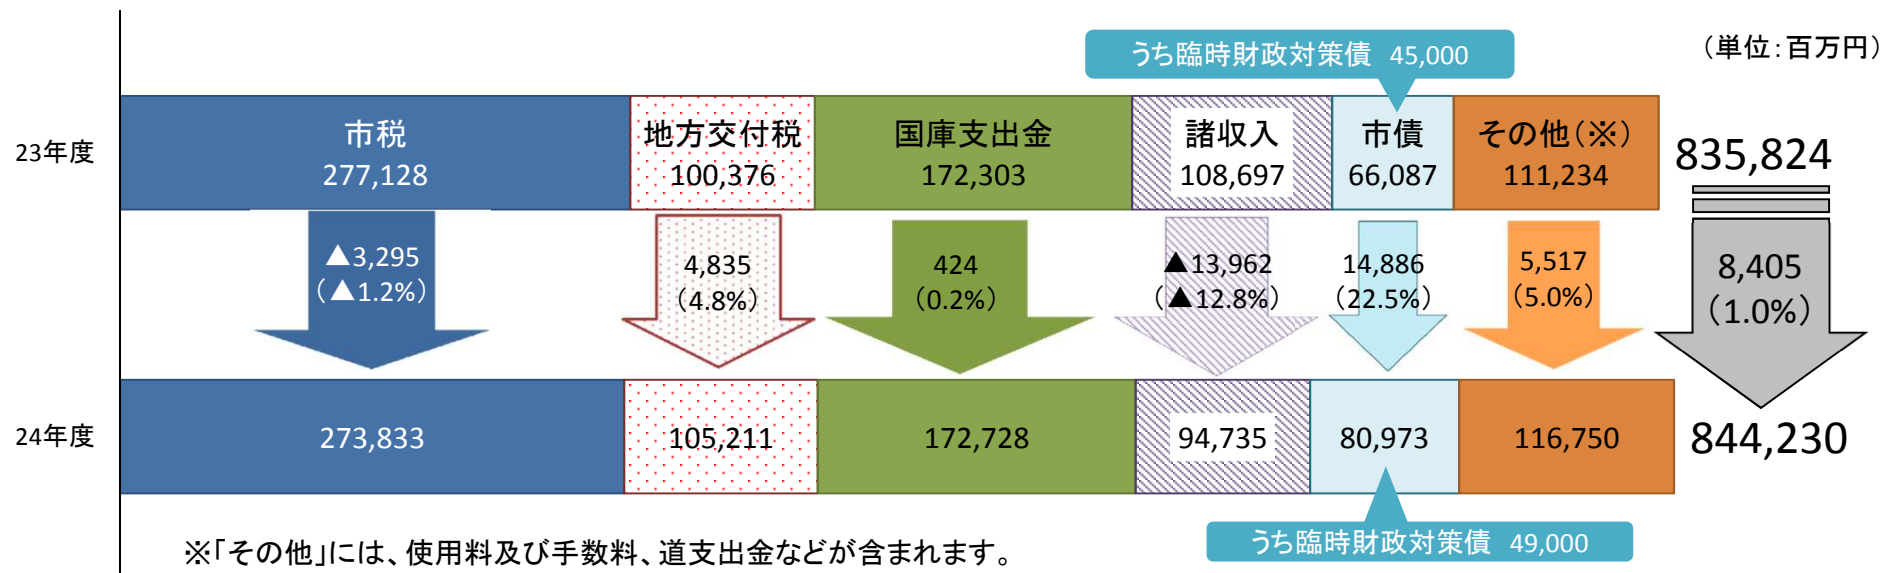 うち臨時財政対策債 45,000
（単位：百万円）
23年度
市税
277,128
地方交付税
100,376
国庫支出金
172,303
諸収入
108,697
市債
66,087
その他（※）
111,234
835,824
▲3,295
（▲1.2%）
4,835
（4.8%）
424
（0.2%）
▲13,962
（▲12.8%）
14,886
（22.5%）
5,517
（5.0%）
8,405
（1.0%）
24年度
273,833
105,211
172,728
94,735
80,973
116,750
844,230
うち臨時財政対策債 49,000
※「その他」には、使用料及び手数料、道支出金などが含まれます。